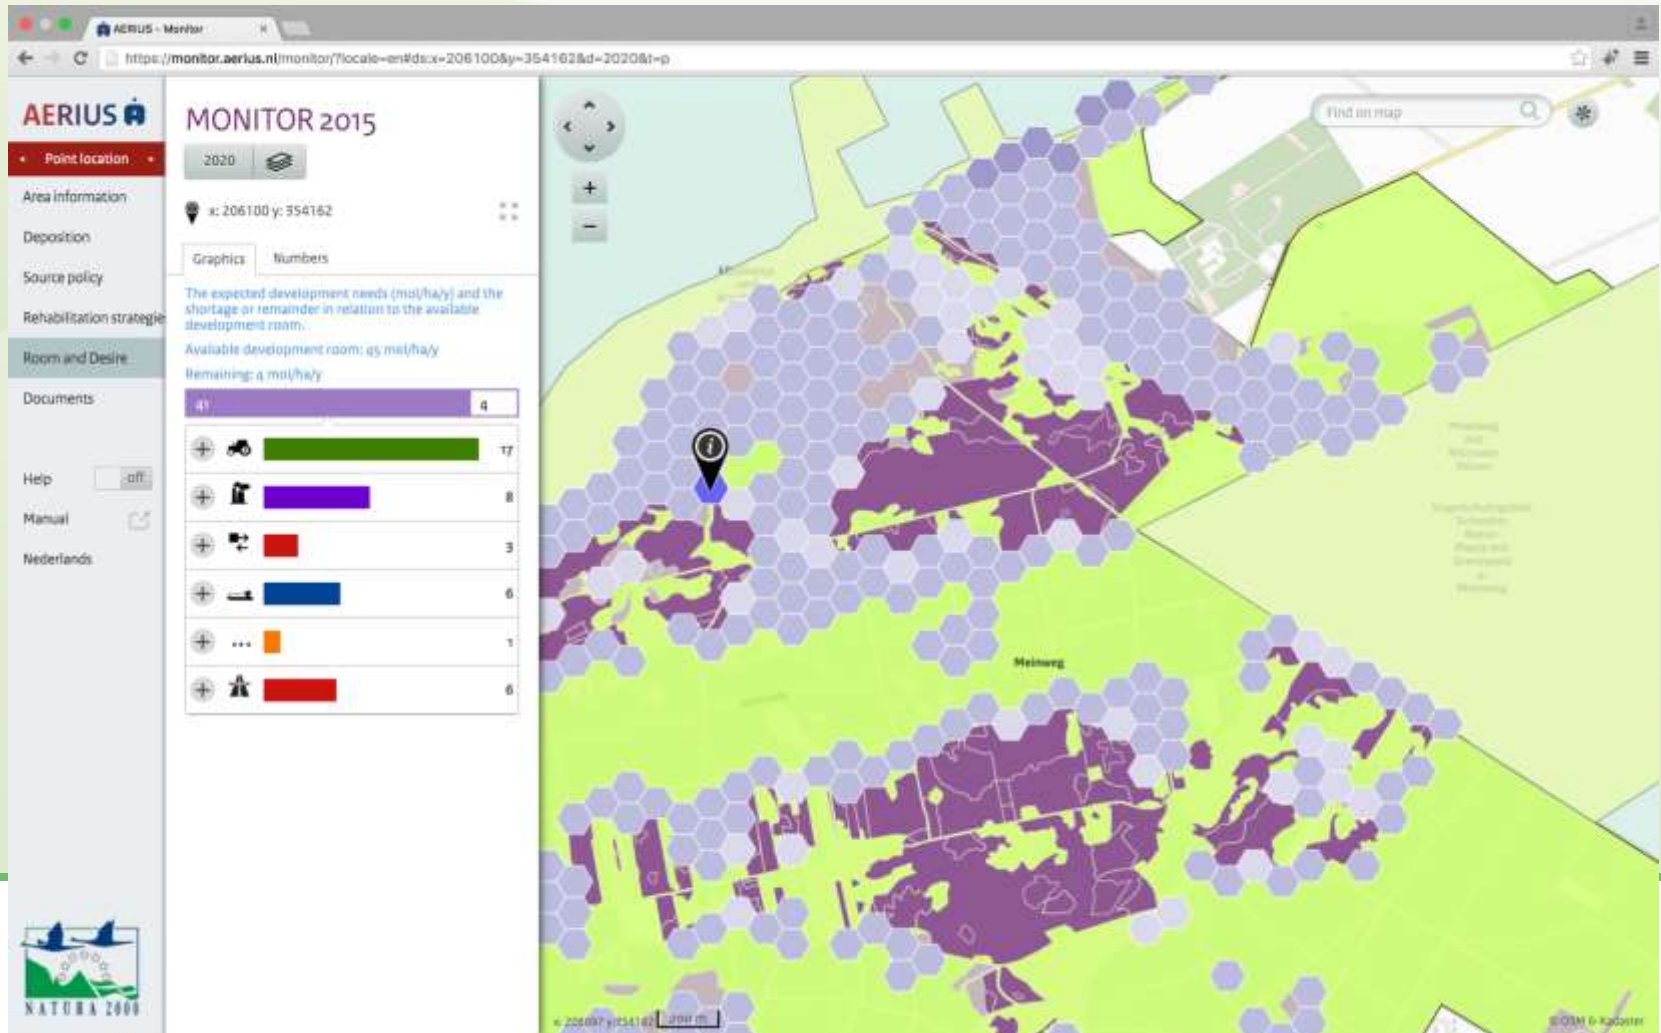 AERIUS - Monitor
https://monitor.aerius.nl/monitor/?locale=en#ds:x=206100&y=354162&d=2020&t=p
AERIUS
Point location
Area information
Deposition
Source policy
Rehabilitation strategie
Room and Desire
Documents
Help
off
Manual
Nederlands
NATURA 2000
MONITOR 2015
2020
x: 206100 y: 354162
Graphics
Numbers
The expected development needs (mol/ha/y) and the
shortage or remainder in relation to the available
development room.
Available development room: 45 mol/ha/y
Remaining: 4 mol/ha/y
41
4
17
8
3
6
1
6
Find on map
Meinweg
200 m
© OSM & Kadaster